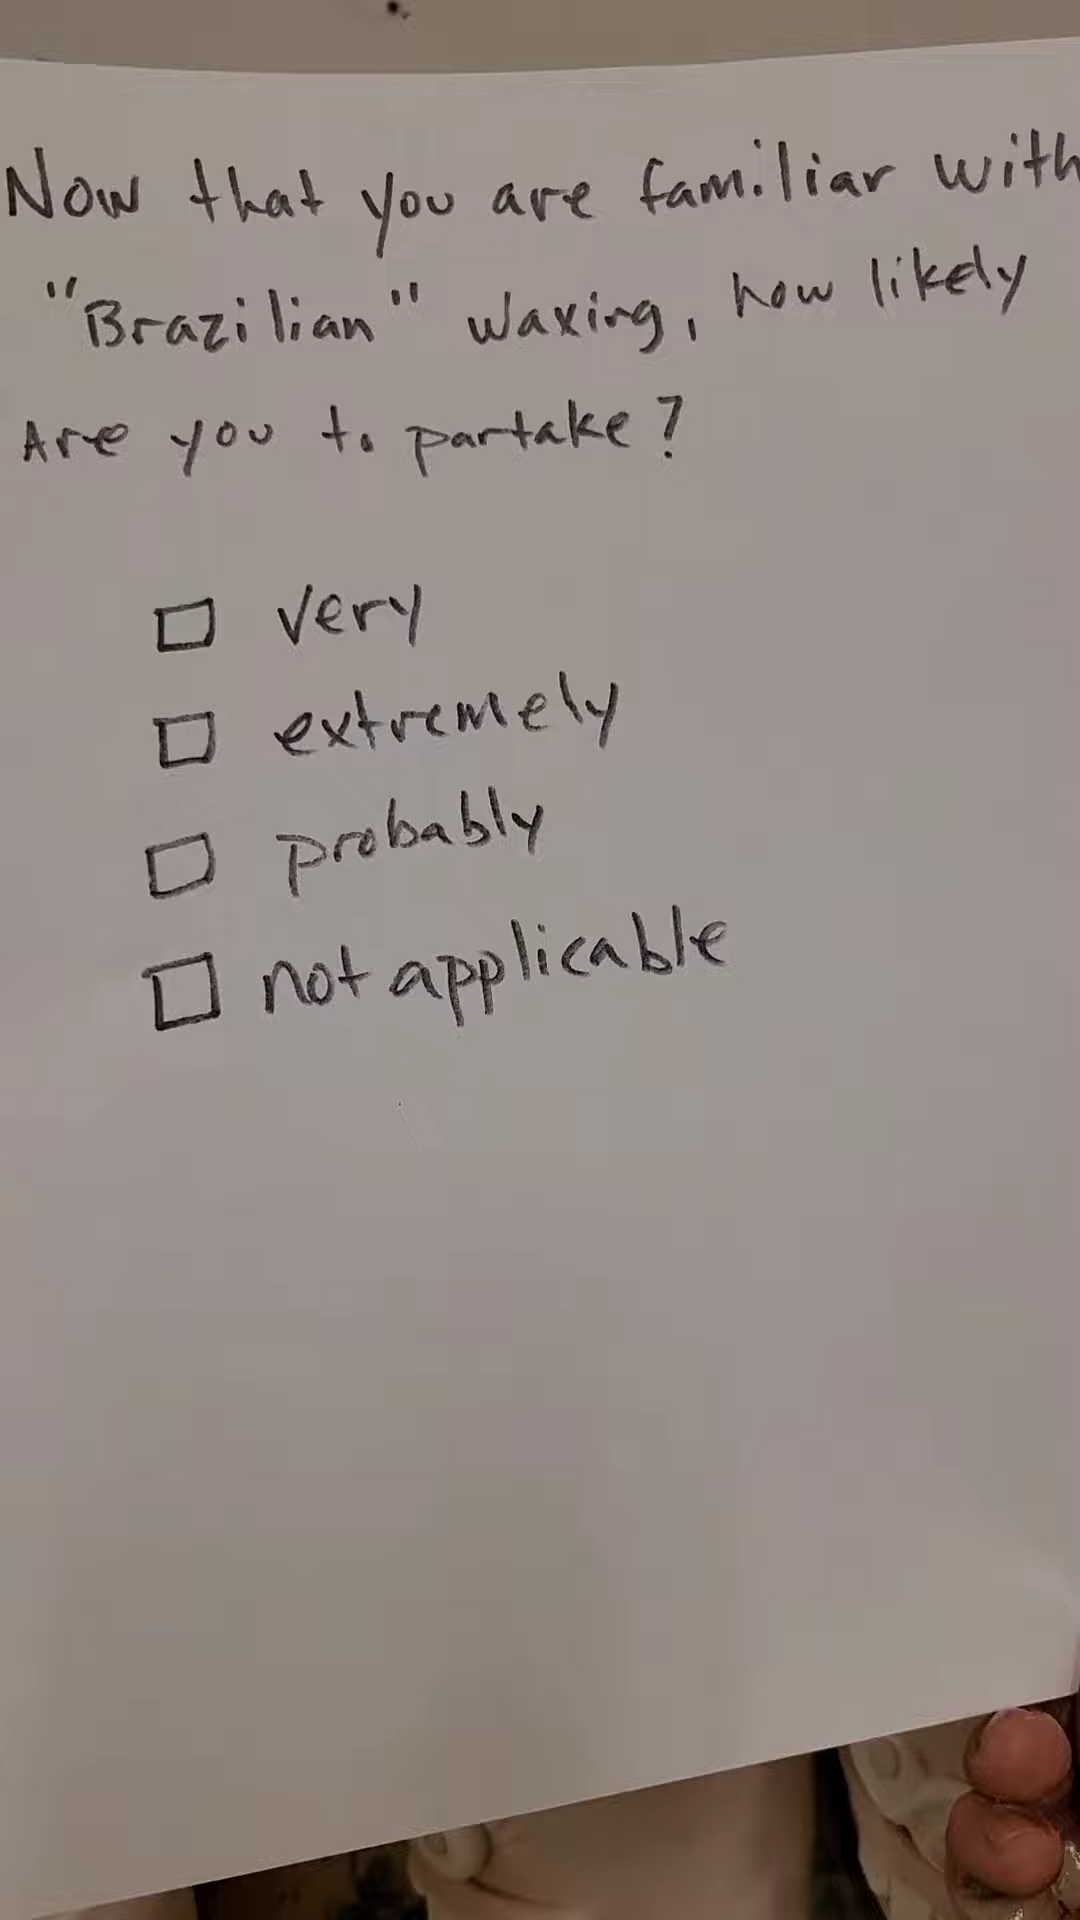 Now that you are familiar with
"Brazilian" waxing, how likely
Are you to partake?
very
extremely
probably
not applicable